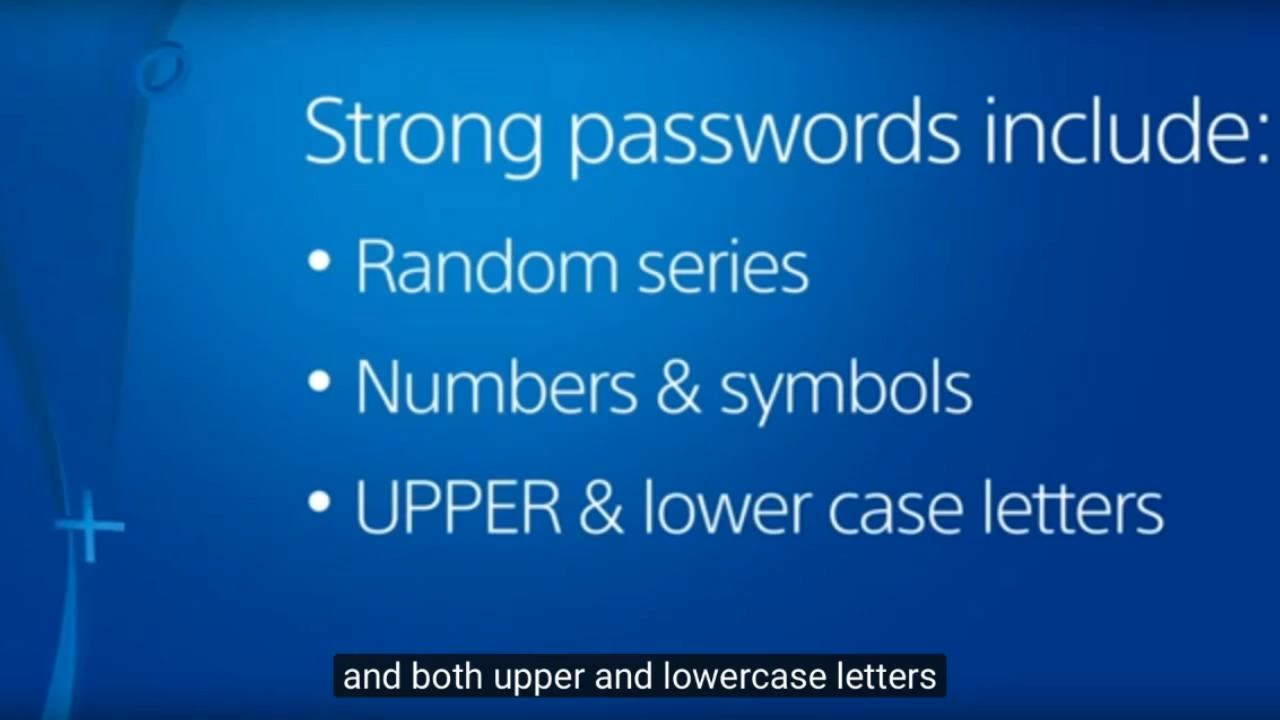 Strong passwords include:
• Random series
• Numbers & symbols
• UPPER & lower case letters
and both upper and lowercase letters